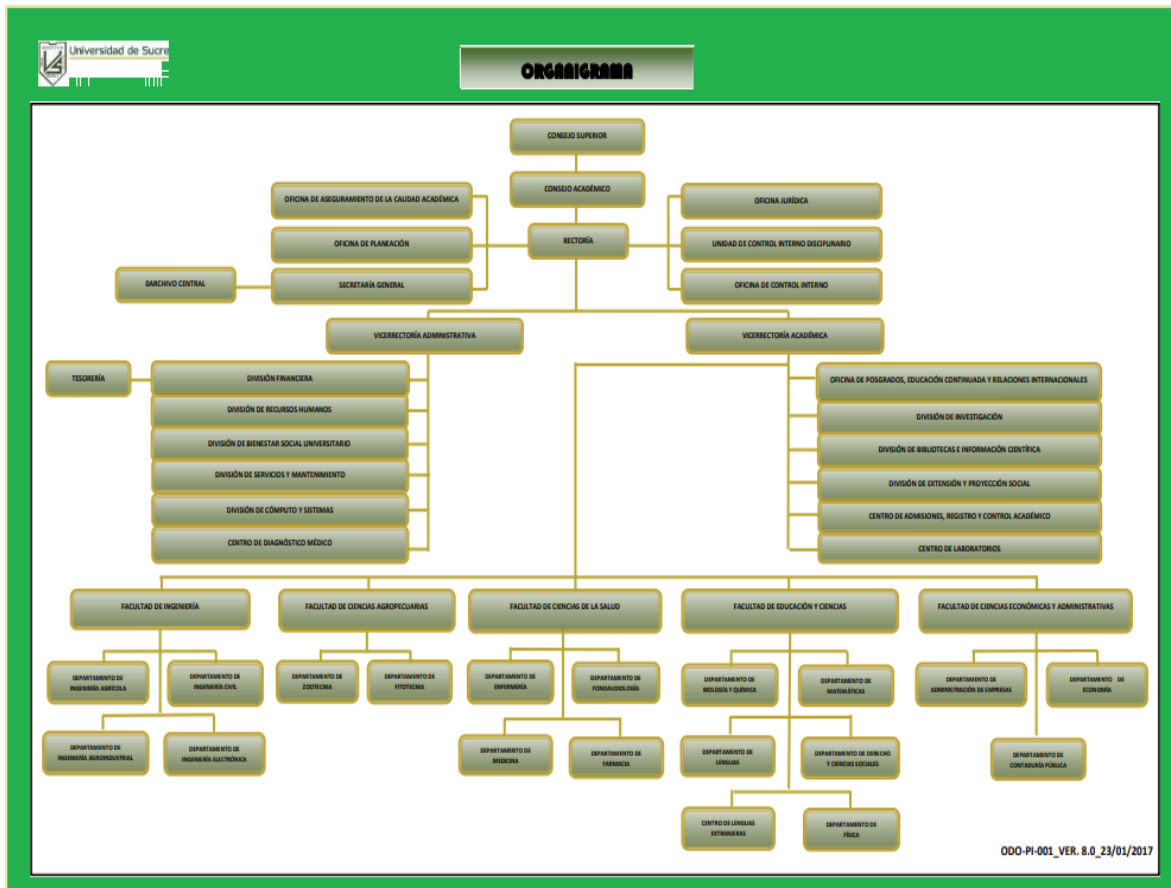 Universidad de Sucre
ORGANIGRAMA
CONSEJO SUPERIOR
CONSEJO ACADÉMICO
OFICINA DE ASEGURAMIENTO DE LA CALIDAD ACADÉMICA
OFICINA JURÍDICA
OFICINA DE PLANEACIÓN
RECTORÍA
UNIDAD DE CONTROL INTERNO DISCIPLINARIO
0ARCHIVO CENTRAL
SECRETARÍA GENERAL
OFICINA DE CONTROL INTERNO
VICERRECTORÍA ADMINISTRATIVA
VICERRECTORÍA ACADÉMICA
TESORERÍA
DIVISIÓN FINANCIERA
DIVISIÓN DE RECURSOS HUMANOS
DIVISIÓN DE BIENESTAR SOCIAL UNIVERSITARIO
DIVISIÓN DE SERVICIOS Y MANTENIMIENTO
DIVISIÓN DE CÓMPUTO Y SISTEMAS
CENTRO DE DIAGNÓSTICO MÉDICO
OFICINA DE POSGRADOS, EDUCACIÓN CONTINUADA Y RELACIONES INTERNACIONALES
DIVISIÓN DE INVESTIGACIÓN
DIVISIÓN DE BIBLIOTECAS E INFORMACIÓN CIENTÍFICA
DIVISIÓN DE EXTENSIÓN Y PROYECCIÓN SOCIAL
CENTRO DE ADMISIONES, REGISTRO Y CONTROL ACADÉMICO
CENTRO DE LABORATORIOS
FACULTAD DE INGENIERÍA
FACULTAD DE CIENCIAS AGROPECUARIAS
FACULTAD DE CIENCIAS DE LA SALUD
FACULTAD DE EDUCACIÓN Y CIENCIAS
FACULTAD DE CIENCIAS ECONÓMICAS Y ADMINISTRATIVAS
DEPARTAMENTO DE
INGENIERÍA AGRÍCOLA
DEPARTAMENTO DE
INGENIERÍA CIVIL
DEPARTAMENTO DE
ZOOTECNIA
DEPARTAMENTO DE
FITOTECNIA
DEPARTAMENTO DE
ENFERMERÍA
DEPARTAMENTO DE
FONOAUDIOLOGÍA
DEPARTAMENTO DE
BIOLOGÍA Y QUÍMICA
DEPARTAMENTO DE
MATEMÁTICAS
DEPARTAMENTO DE
ADMINISTRACIÓN DE EMPRESAS
DEPARTAMENTO DE
ECONOMÍA
DEPARTAMENTO DE
INGENIERÍA AGROINDUSTRIAL
DEPARTAMENTO DE
INGENIERÍA ELECTRÓNICA
DEPARTAMENTO DE
MEDICINA
DEPARTAMENTO DE
FARMACIA
DEPARTAMENTO DE
LENGUAS
DEPARTAMENTO DE DERECHO
Y CIENCIAS SOCIALES
DEPARTAMENTO DE
CONTADURÍA PÚBLICA
CENTRO DE LENGUAS
EXTRANJERAS
DEPARTAMENTO DE
FÍSICA
ODO-PI-001_VER. 8.0_23/01/2017